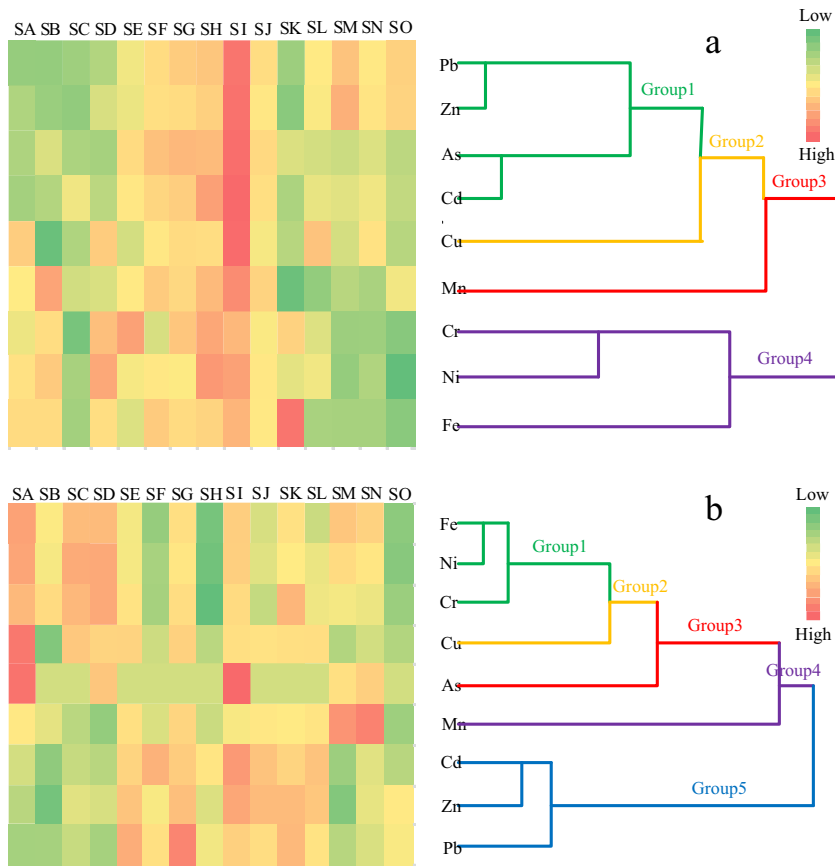 SA SB SC SD SE SF SG SH SI SJ SK SL SM SN SO
a
Low
High
Pb
Zn
As
Cd
Cu
Mn
Cr
Ni
Fe
Group1
Group2
Group3
Group4
SA SB SC SD SE SF SG SH SI SJ SK SL SM SN SO
b
Low
High
Fe
Ni
Cr
Cu
As
Mn
Cd
Zn
Pb
Group1
Group2
Group3
Group4
Group5